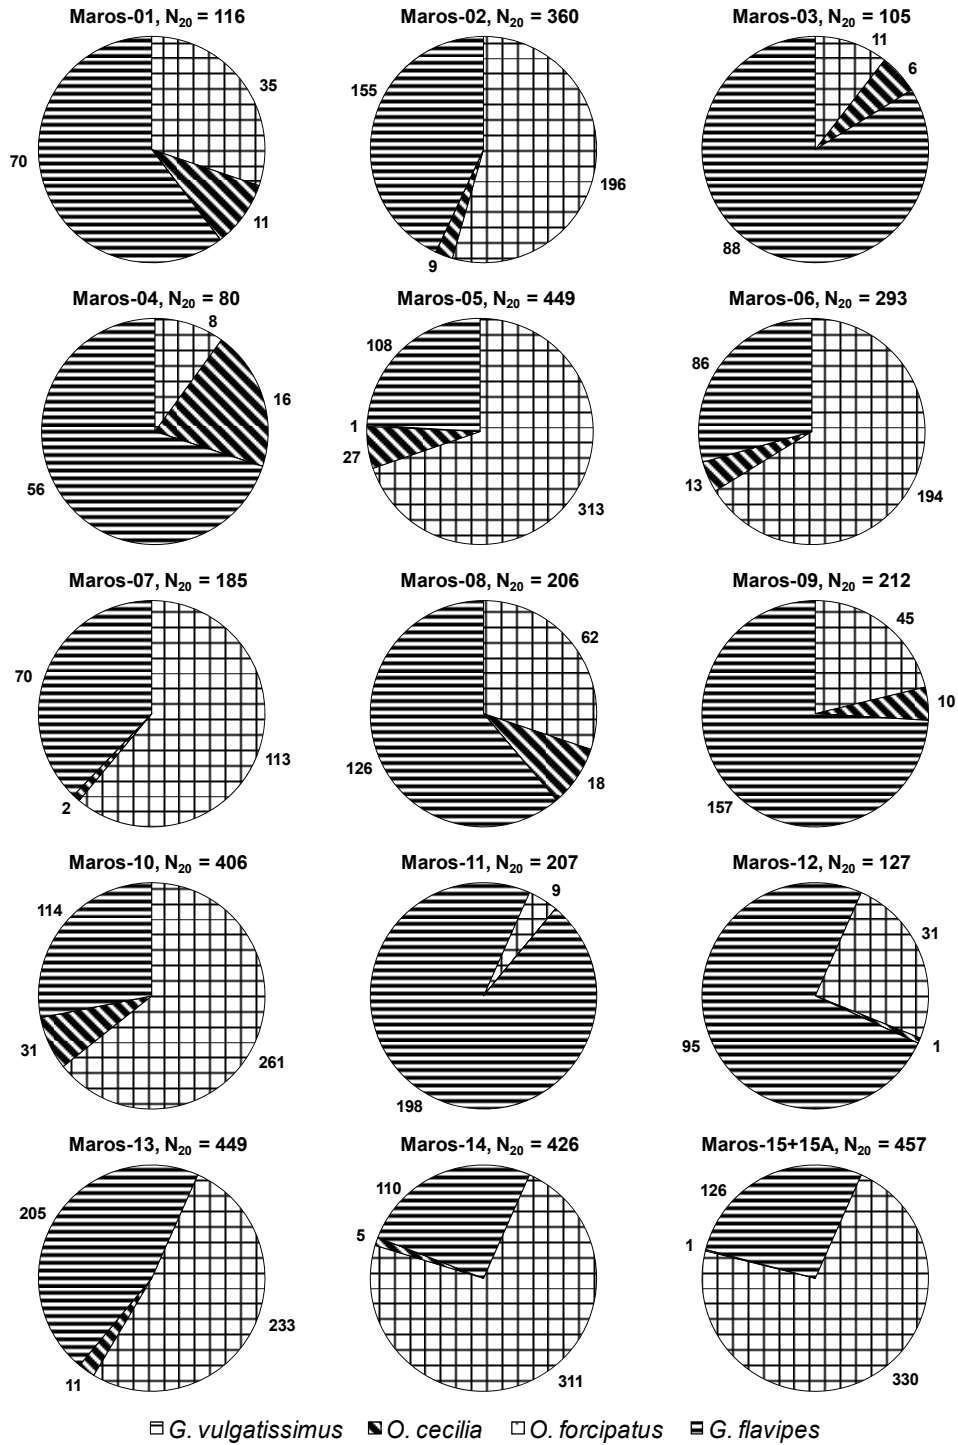 Maros-01, N20 = 116
35
11
70
Maros-02, N20 = 360
155
196
9
Maros-03, N20 = 105
11
6
88
Maros-04, N20 = 80
8
16
56
Maros-05, N20 = 449
108
1
27
313
Maros-06, N20 = 293
86
13
194
Maros-07, N20 = 185
70
113
2
Maros-08, N20 = 206
62
126
18
Maros-09, N20 = 212
45
10
157
Maros-10, N20 = 406
114
31
261
Maros-11, N20 = 207
9
198
Maros-12, N20 = 127
31
95
1
Maros-13, N20 = 449
205
233
11
Maros-14, N20 = 426
110
5
311
Maros-15+15A, N20 = 457
126
1
330
G. vulgatissimus O. cecilia O. forcipatus G. flavipes